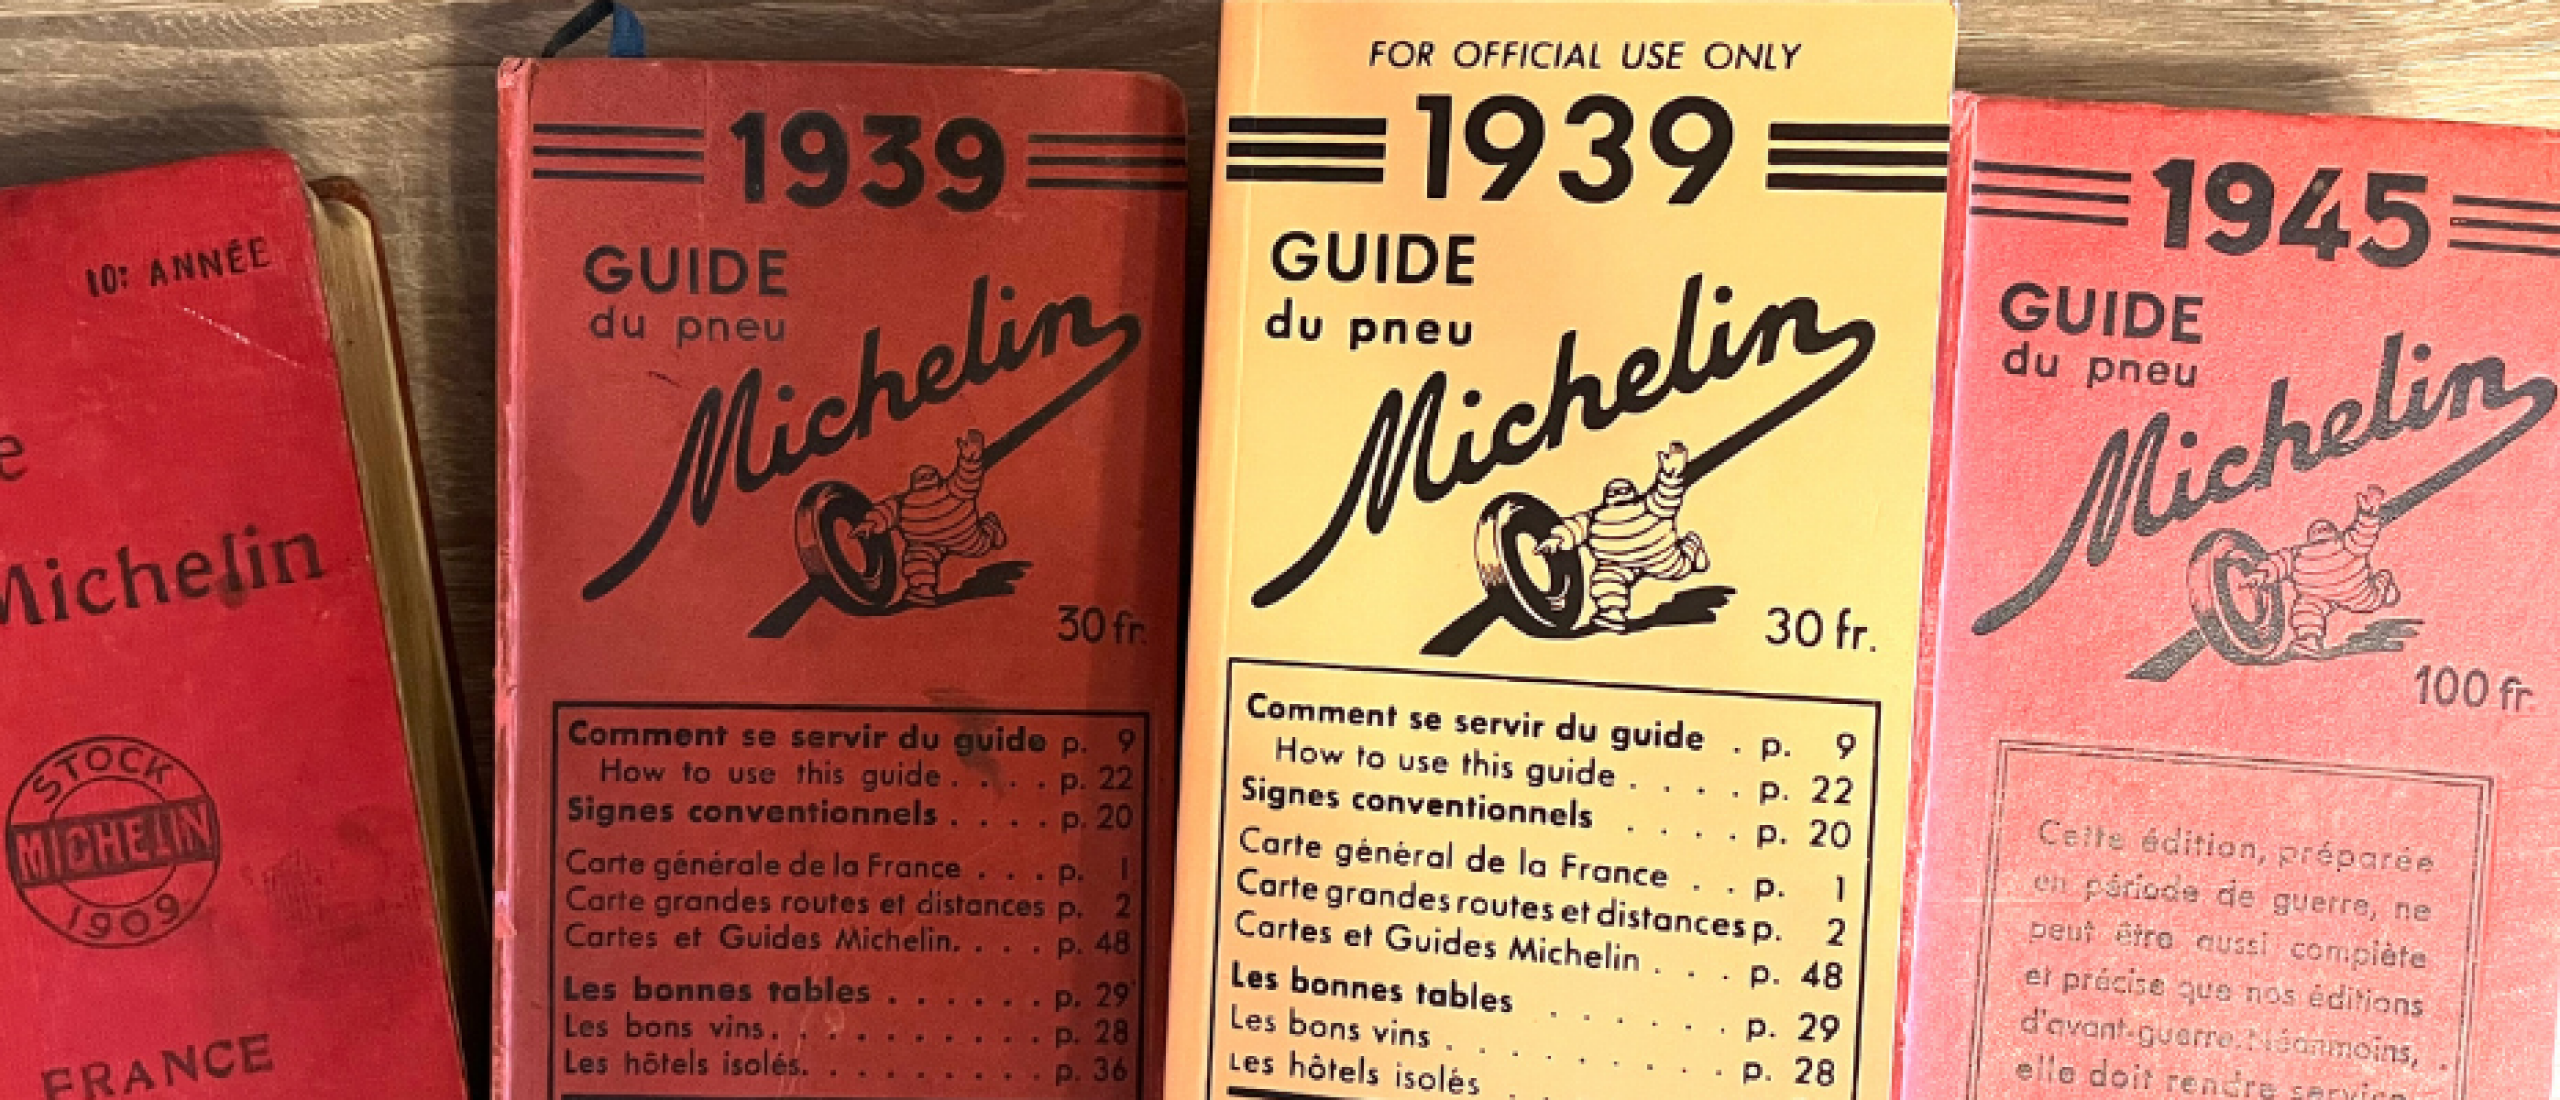 10e ANNÉE
e
Michelin
STOCK
MICHELIN
1909
FRANCE
1939
GUIDE
du pneu
Michelin
30 fr.
Comment se servir du guide p. 9
How to use this guide . . . . p. 22
Signes conventionnels . . . . p. 20
Carte générale de la France . . . p. 1
Carte grandes routes et distances p. 2
Cartes et Guides Michelin. . . . p. 48
Les bonnes tables . . . . . . . p. 29
Les bons vins. . . . . . . . . . p. 28
Les hôtels isolés. . . . . . . . . p. 36
FOR OFFICIAL USE ONLY
1939
GUIDE
du pneu
Michelin
30 fr.
Comment se servir du guide . p. 9
How to use this guide . . . . p. 22
Signes conventionnels . . . . p. 20
Carte général de la France . . p. 1
Carte grandes routes et distances p. 2
Cartes et Guides Michelin . . . p. 48
Les bonnes tables . . . . . . p. 29
Les bons vins . . . . . . . . p. 28
Les hôtels isolés .
1945
GUIDE
du pneu
Michelin
100 fr.
Cette édition, préparée
en période de guerre, ne
peut être aussi complète
et précise que nos éditions
d'avant-guerre. Néanmoins,
elle doit rendre service